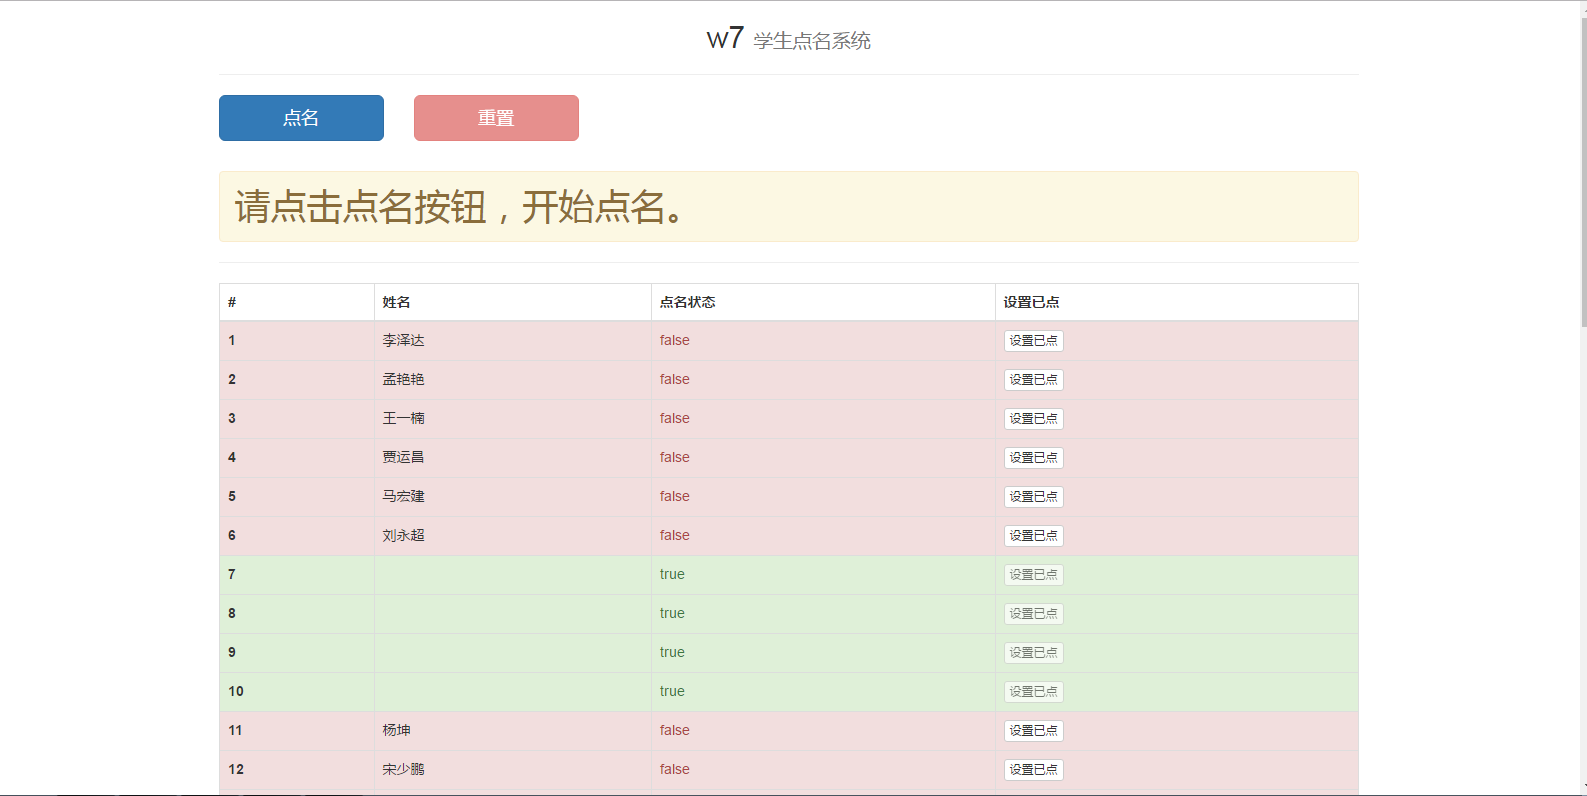 w7 学生点名系统
点名 重置
请点击点名按钮，开始点名。
# 姓名 点名状态 设置已点
1 李泽达 false 设置已点
2 孟艳艳 false 设置已点
3 王一楠 false 设置已点
4 贾运昌 false 设置已点
5 马宏建 false 设置已点
6 刘永超 false 设置已点
7 true 设置已点
8 true 设置已点
9 true 设置已点
10 true 设置已点
11 杨坤 false 设置已点
12 宋少鹏 false 设置已点